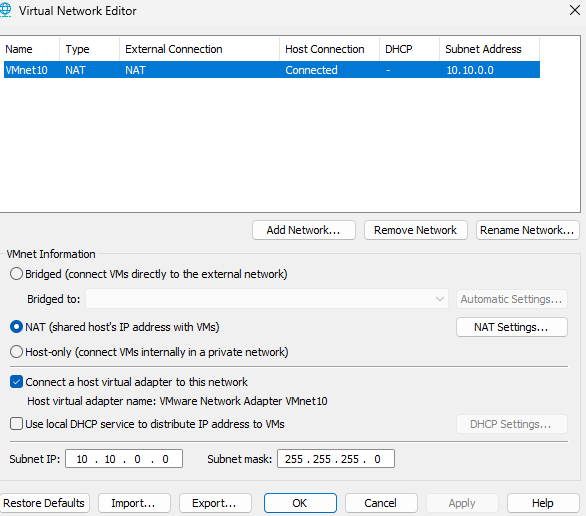 Virtual Network Editor
Name Type External Connection Host Connection DHCP Subnet Address
VMnet10 NAT NAT Connected - 10.10.0.0
Add Network... Remove Network Rename Network...
VMnet Information
Bridged (connect VMs directly to the external network)
Bridged to: Automatic Settings...
NAT (shared host's IP address with VMs) NAT Settings...
Host-only (connect VMs internally in a private network)
Connect a host virtual adapter to this network
Host virtual adapter name: VMware Network Adapter VMnet10
Use local DHCP service to distribute IP address to VMs DHCP Settings...
Subnet IP: 10 . 10 . 0 . 0 Subnet mask: 255 . 255 . 255 . 0
Restore Defaults Import... Export... OK Cancel Apply Help